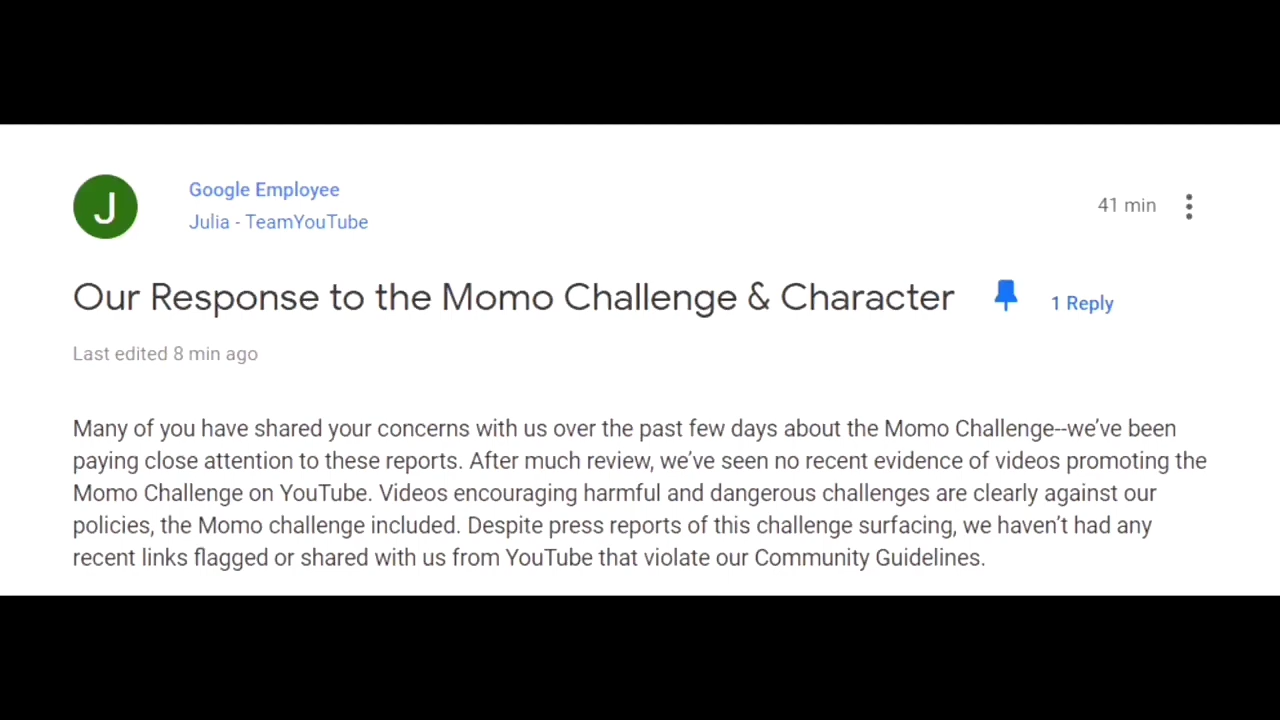 J
Google Employee
Julia - TeamYouTube
41 min
Our Response to the Momo Challenge & Character
1 Reply
Last edited 8 min ago
Many of you have shared your concerns with us over the past few days about the Momo Challenge--we’ve been
paying close attention to these reports. After much review, we’ve seen no recent evidence of videos promoting the
Momo Challenge on YouTube. Videos encouraging harmful and dangerous challenges are clearly against our
policies, the Momo challenge included. Despite press reports of this challenge surfacing, we haven’t had any
recent links flagged or shared with us from YouTube that violate our Community Guidelines.